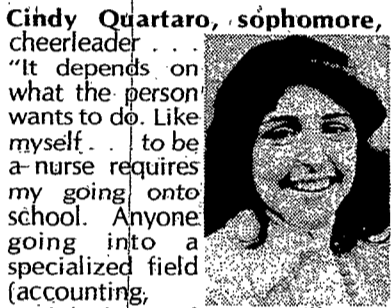 Cindy Quartaro, sophomore,
cheerleader . . .
"It depends on
what the person
wants to do. Like
myself. . to be
a nurse requires
my going onto
school. Anyone
going into a
specialized field
(accounting,